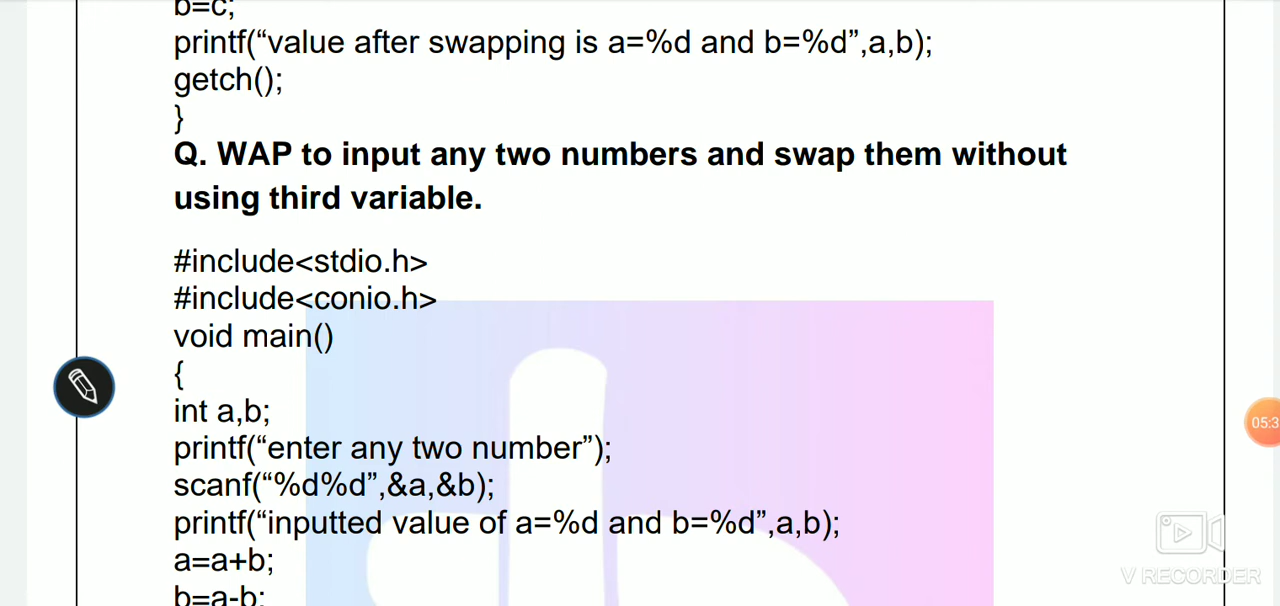 b=c;
printf(“value after swapping is a=%d and b=%d”,a,b);
getch();
}
Q. WAP to input any two numbers and swap them without
using third variable.
#include<stdio.h>
#include<conio.h>
void main()
{
int a,b;
printf(“enter any two number”);
scanf(“%d%d”,&a,&b);
printf(“inputted value of a=%d and b=%d”,a,b);
a=a+b;
b=a-b;
05:3
V RECORDER